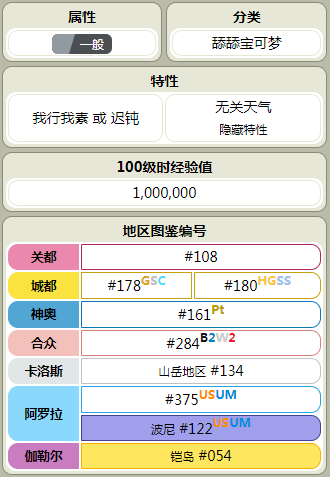 属性 分类
一般 舔舔宝可梦
特性
我行我素 或 迟钝 无关天气
隐藏特性
100级时经验值
1,000,000
地区图鉴编号
关都 #108
城都 #178GSC #180HGSS
神奥 #161Pt
合众 #284B2W2
卡洛斯 山岳地区 #134
阿罗拉 #375USUM
波尼 #122USUM
伽勒尔 铠岛 #054